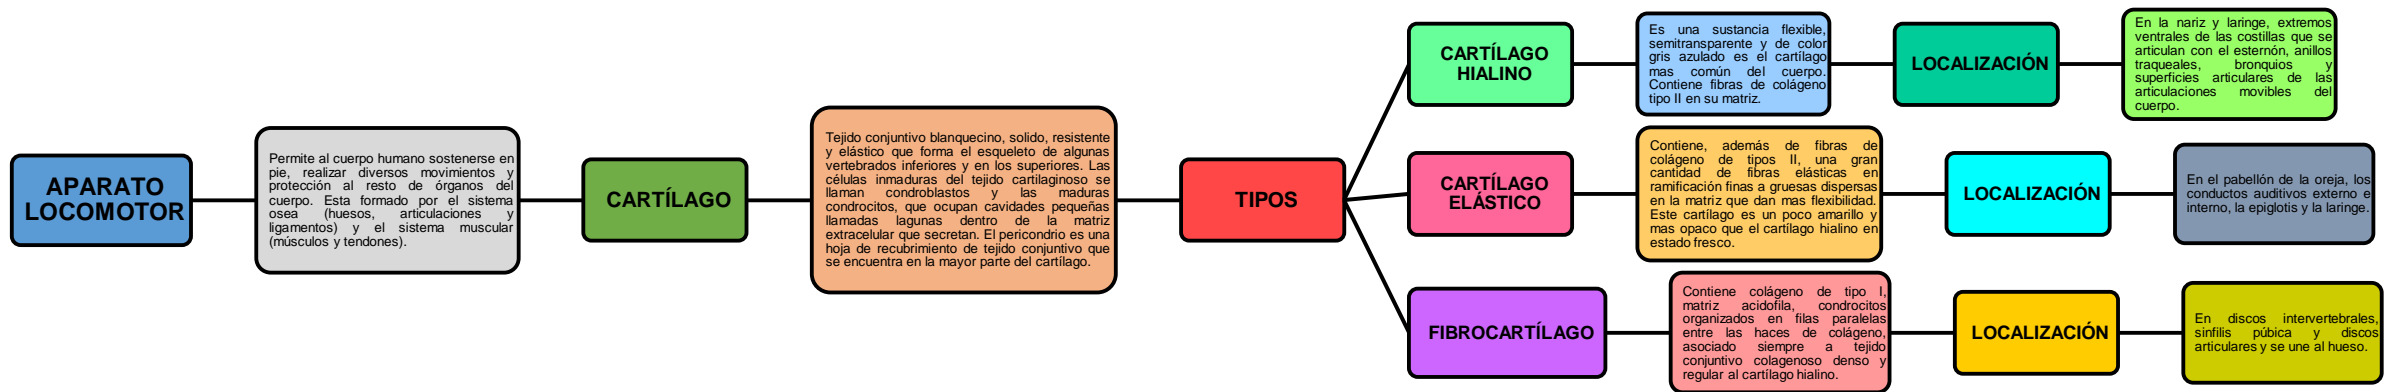 APARATO
LOCOMOTOR
Permite al cuerpo humano sostenerse en
pie, realizar diversos movimientos y
protección al resto de órganos del
cuerpo. Esta formado por el sistema
osea (huesos, articulaciones y
ligamentos) y el sistema muscular
(músculos y tendones).
CARTÍLAGO
Tejido conjuntivo blanquecino, solido, resistente
y elástico que forma el esqueleto de algunas
vertebrados inferiores y en los superiores. Las
células inmaduras del tejido cartilaginoso se
llaman condroblastos y las maduras
condrocitos, que ocupan cavidades pequeñas
llamadas lagunas dentro de la matriz
extracelular que secretan. El pericondrio es una
hoja de recubrimiento de tejido conjuntivo que
se encuentra en la mayor parte del cartílago.
TIPOS
CARTÍLAGO
HIALINO
Es una sustancia flexible,
semitransparente y de color
gris azulado es el cartílago
mas común del cuerpo.
Contiene fibras de colágeno
tipo II en su matriz.
LOCALIZACIÓN
En la nariz y laringe, extremos
ventrales de las costillas que se
articulan con el esternón, anillos
traqueales, bronquios y
superficies articulares de las
articulaciones movibles del
cuerpo.
CARTÍLAGO
ELÁSTICO
Contiene, además de fibras de
colágeno de tipos II, una gran
cantidad de fibras elásticas en
ramificación finas a gruesas dispersas
en la matriz que dan mas flexibilidad.
Este cartílago es un poco amarillo y
mas opaco que el cartílago hialino en
estado fresco.
LOCALIZACIÓN
En el pabellón de la oreja, los
conductos auditivos externo e
interno, la epiglotis y la laringe.
FIBROCARTÍLAGO
Contiene colágeno de tipo I,
matriz acidofila, condrocitos
organizados en filas paralelas
entre las haces de colágeno,
asociado siempre a tejido
conjuntivo colagenoso denso y
regular al cartílago hialino.
LOCALIZACIÓN
En discos intervertebrales,
sinfilis púbica y discos
articulares y se une al hueso.